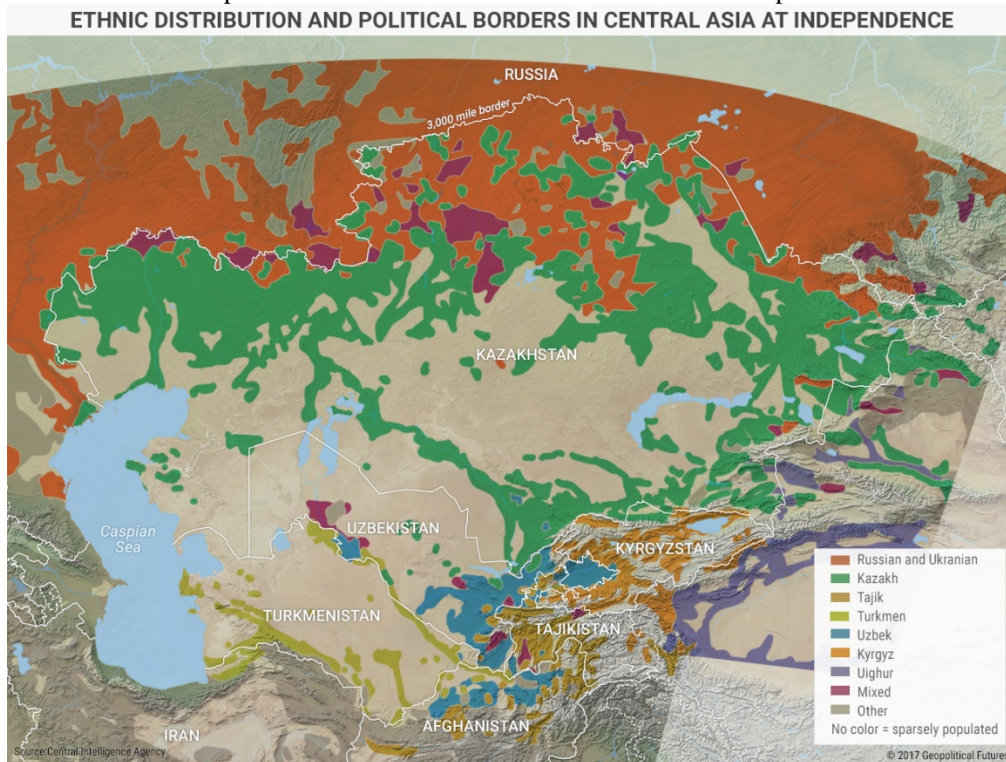 ETHNIC DISTRIBUTION AND POLITICAL BORDERS IN CENTRAL ASIA AT INDEPENDENCE
RUSSIA
3,000 mile border
KAZAKHSTAN
Caspian
Sea
UZBEKISTAN
KYRGYZSTAN
TURKMENISTAN
TAJIKISTAN
AFGHANISTAN
IRAN
Russian and Ukranian
Kazakh
Tajik
Turkmen
Uzbek
Kyrgyz
Uighur
Mixed
Other
No color = sparsely populated
Source:Central Intelligence Agency
© 2017 Geopolitical Futures